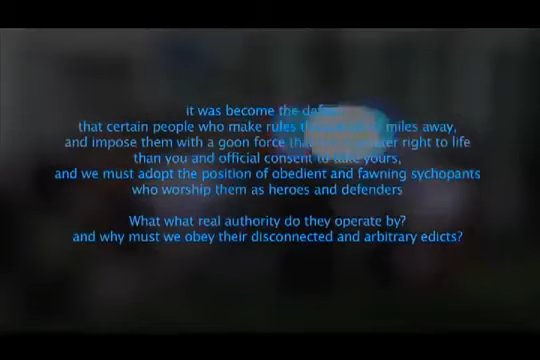 it was become the
that certain people who make rules miles away,
and impose them with a goon force right to life
than you and official consent to take yours,
and we must adopt the position of obedient and fawning sychopants
who worship them as heroes and defenders
What what real authority do they operate by?
and why must we obey their disconnected and arbitrary edicts?